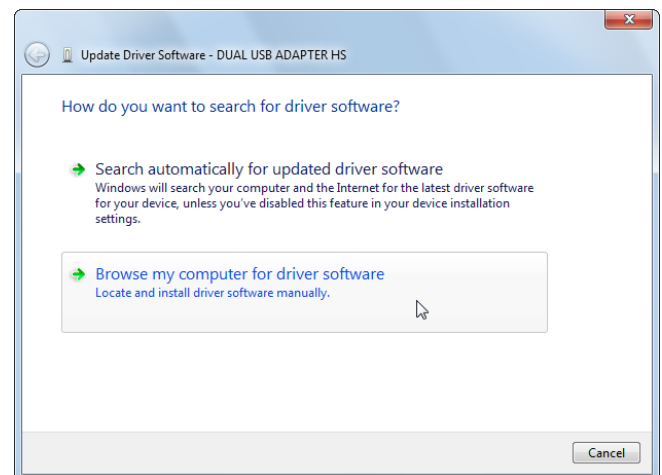 Update Driver Software - DUAL USB ADAPTER HS
How do you want to search for driver software?
Search automatically for updated driver software
Windows will search your computer and the Internet for the latest driver software
for your device, unless you've disabled this feature in your device installation
settings.
Browse my computer for driver software
Locate and install driver software manually.
Cancel